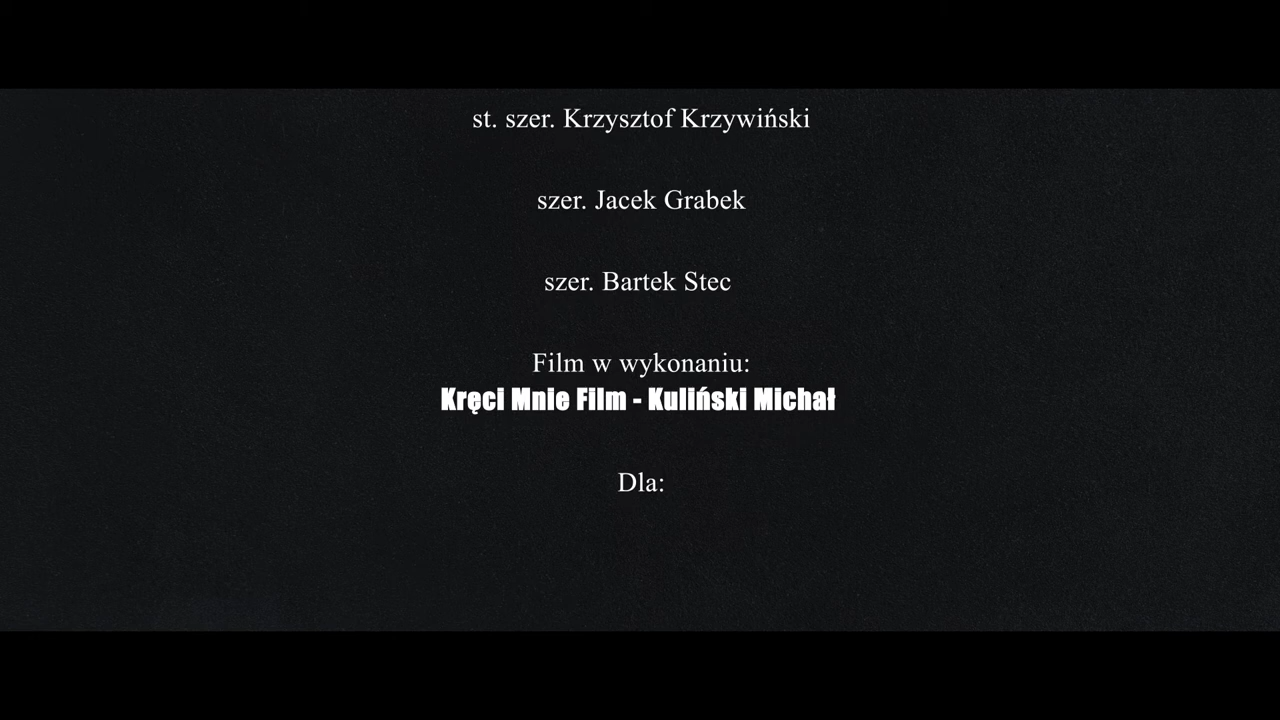 st. szer. Krzysztof Krzywiński
szer. Jacek Grabek
szer. Bartek Stec
Film w wykonaniu:
Kręci Mnie Film - Kuliński Michał
Dla: